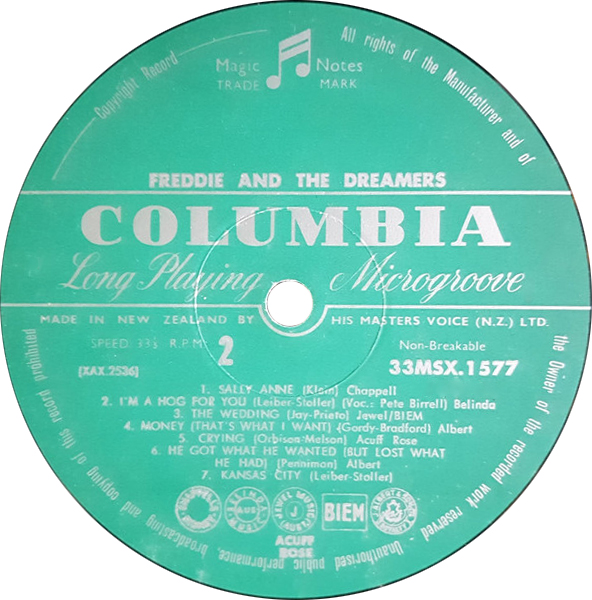 Copyright Record
All rights of the Manufacturer and of
the Owner of the recorded work reserved
Unauthorised public performance, broadcasting and copying of this record prohibited
Magic Notes
TRADE MARK
FREDDIE AND THE DREAMERS
COLUMBIA
Long Playing Microgroove
MADE IN NEW ZEALAND BY HIS MASTERS VOICE (N.Z.) LTD.
SPEED 33⅓ R.P.M. 2 Non-Breakable
[XAX.2536] 33MSX.1577
1. SALLY ANNE (Klein) Chappell
2. I'M A HOG FOR YOU (Leiber-Stoller) (Voc.: Pete Birrell) Belinda
3. THE WEDDING (Jay-Prieto) Jewel/BIEM
4. MONEY (THAT'S WHAT I WANT) (Gordy-Bradford) Albert
5. CRYING (Orbison-Melson) Acuff Rose
6. HE GOT WHAT HE WANTED (BUT LOST WHAT
HE HAD) (Penniman) Albert
7. KANSAS CITY (Leiber-Stoller)
JEWEL MUSIC
J
AUST
BIEM
ACUFF
ROSE